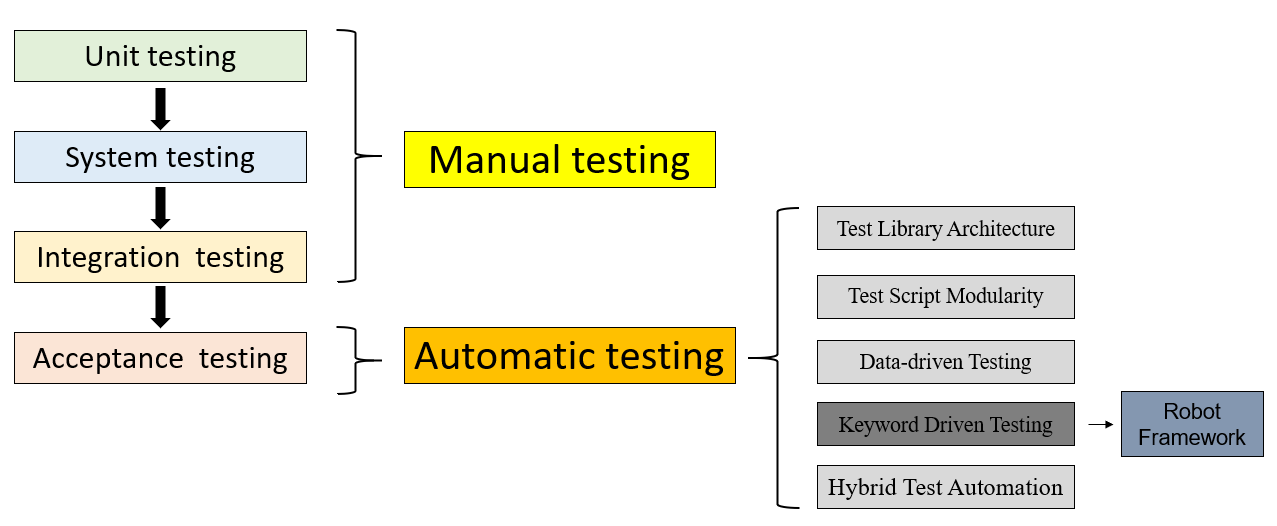 Unit testing
System testing
Integration testing
Acceptance testing
Manual testing
Automatic testing
Test Library Architecture
Test Script Modularity
Data-driven Testing
Keyword Driven Testing
Hybrid Test Automation
Robot
Framework